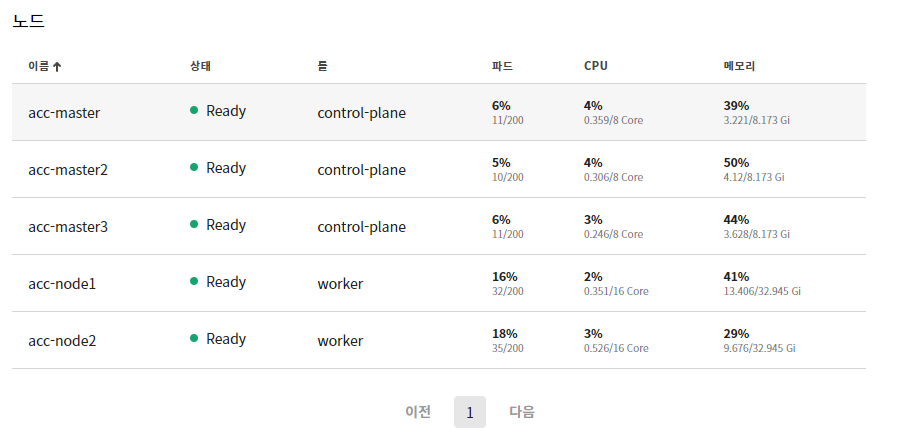 노드
이름 상태 롤 파드 CPU 메모리
acc-master Ready control-plane 6% 4% 39%
11/200 0.359/8 Core 3.221/8.173 Gi
acc-master2 Ready control-plane 5% 4% 50%
10/200 0.306/8 Core 4.12/8.173 Gi
acc-master3 Ready control-plane 6% 3% 44%
11/200 0.246/8 Core 3.628/8.173 Gi
acc-node1 Ready worker 16% 2% 41%
32/200 0.351/16 Core 13.406/32.945 Gi
acc-node2 Ready worker 18% 3% 29%
35/200 0.526/16 Core 9.676/32.945 Gi
이전 1 다음